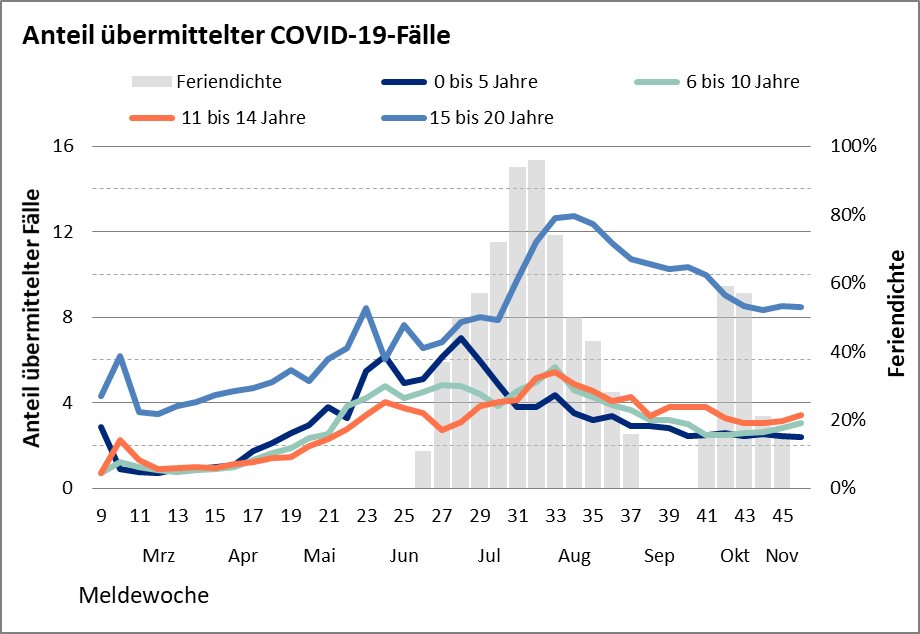 Anteil übermittelter COVID-19-Fälle
Feriendichte 0 bis 5 Jahre 6 bis 10 Jahre
11 bis 14 Jahre 15 bis 20 Jahre
Anteil übermittelter Fälle
16
12
8
4
0
100%
80%
60%
40%
20%
0%
Feriendichte
9 11 13 15 17 19 21 23 25 27 29 31 33 35 37 39 41 43 45
Mrz Apr Mai Jun Jul Aug Sep Okt Nov
Meldewoche